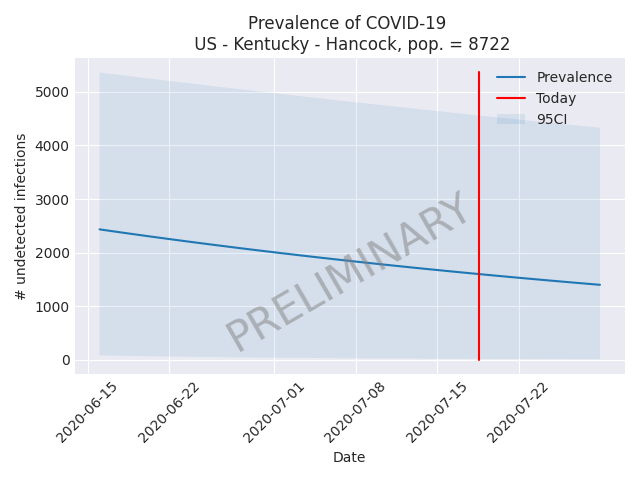 Prevalence of COVID-19
US - Kentucky - Hancock, pop. = 8722
Prevalence
Today
95CI
# undetected infections
5000
4000
3000
2000
1000
0
PRELIMINARY
2020-06-15
2020-06-22
2020-07-01
2020-07-08
2020-07-15
2020-07-22
Date